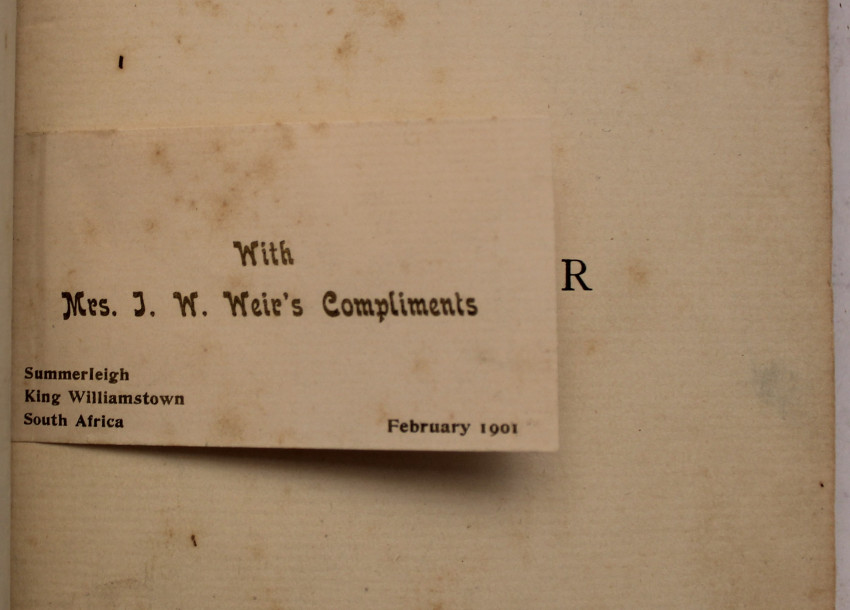 With
Mrs. J. W. Weir's Compliments
R
Summerleigh
King Williamstown
South Africa
February 1901